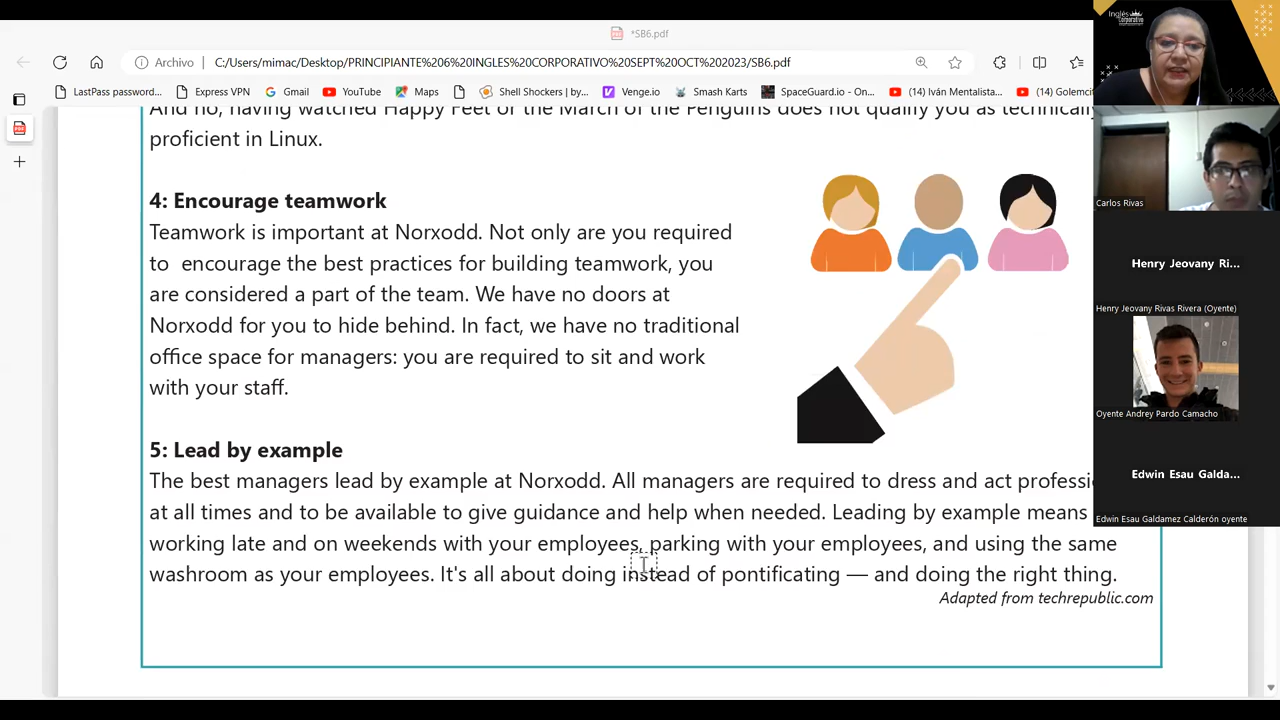 *SB6.pdf
Archivo
C:/Users/mimac/Desktop/PRINCIPIANTE%206%20INGLES%20CORPORATIVO%20SEPT%20OCT%202023/SB6.pdf
LastPass password...
Express VPN
Gmail
YouTube
Maps
Shell Shockers | by...
Venge.io
Smash Karts
SpaceGuard.io - On...
(14) Iván Mentalista...
(14) Golemcit
And no, having watched Happy Feet or the March of the Penguins does not qualify you as technically
proficient in Linux.
4: Encourage teamwork
Teamwork is important at Norxodd. Not only are you required
to encourage the best practices for building teamwork, you
are considered a part of the team. We have no doors at
Norxodd for you to hide behind. In fact, we have no traditional
office space for managers: you are required to sit and work
with your staff.
5: Lead by example
The best managers lead by example at Norxodd. All managers are required to dress and act professi
at all times and to be available to give guidance and help when needed. Leading by example means
working late and on weekends with your employees, parking with your employees, and using the same
washroom as your employees. It's all about doing instead of pontificating — and doing the right thing.
Adapted from techrepublic.com
Inglés
Corporativo
Carlos Rivas
Henry Jeovany Ri...
Henry Jeovany Rivas Rivera (Oyente)
Oyente Andrey Pardo Camacho
Edwin Esau Galda...
Edwin Esau Galdamez Calderón oyente